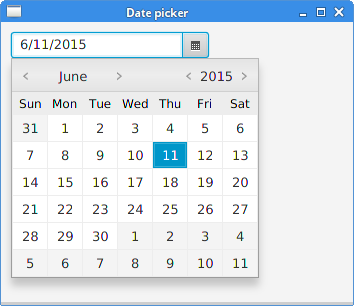 Date picker
6/11/2015
June 2015
Sun Mon Tue Wed Thu Fri Sat
31 1 2 3 4 5 6
7 8 9 10 11 12 13
14 15 16 17 18 19 20
21 22 23 24 25 26 27
28 29 30 1 2 3 4
5 6 7 8 9 10 11